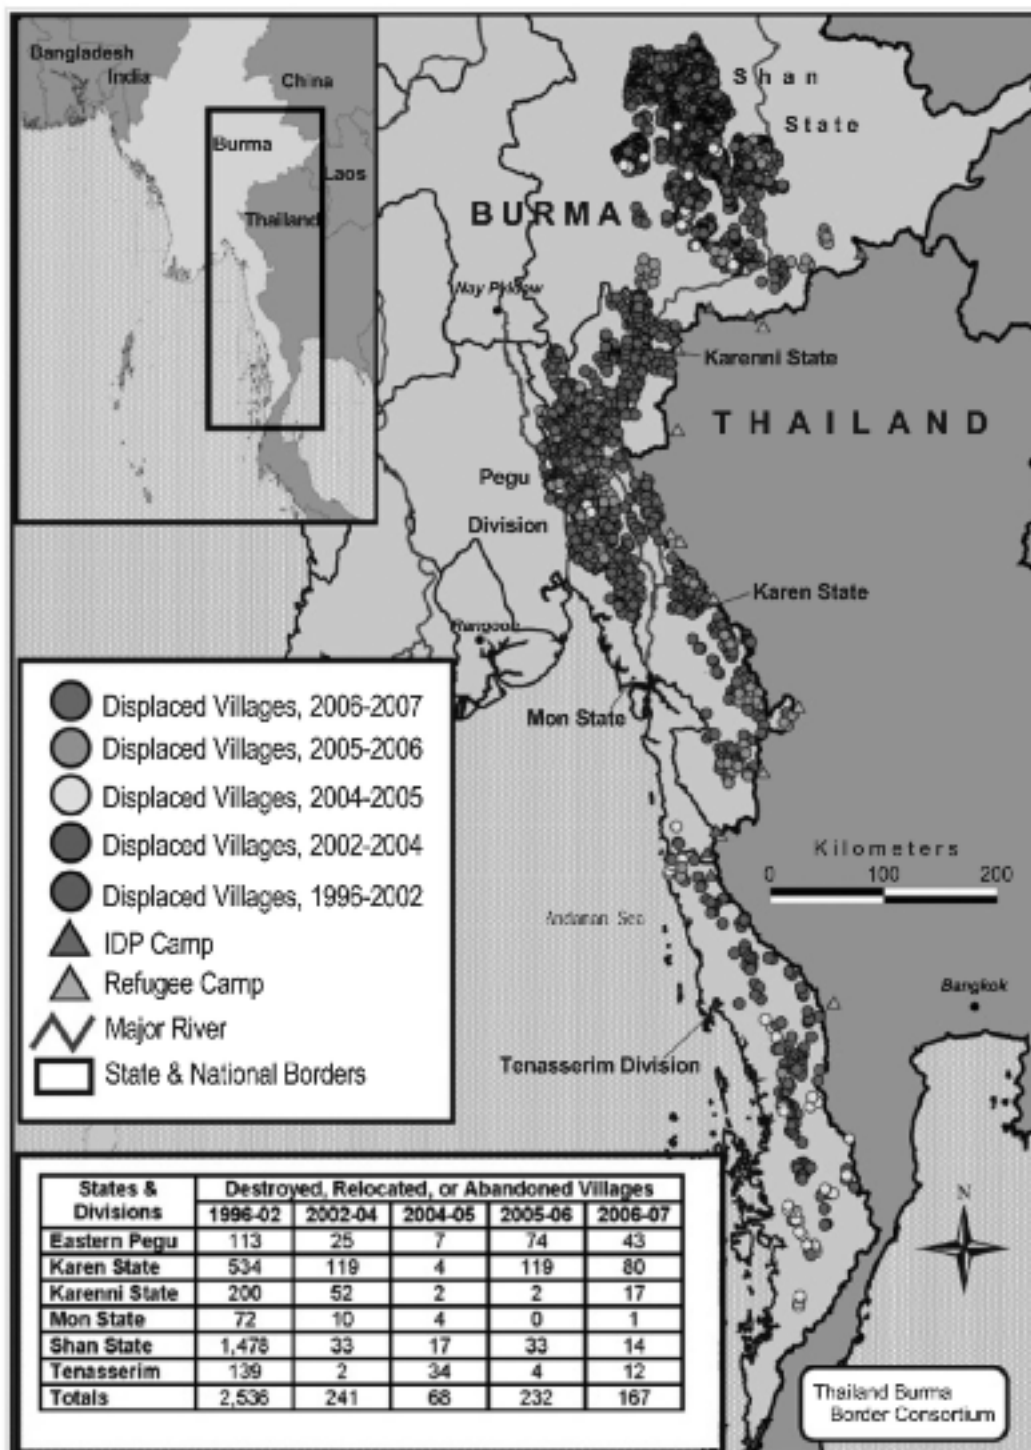 Bangladesh
India
China
Burma
Laos
Thailand
Shan
State
BURMA
Nay Pyidaw
Karenni State
THAILAND
Pegu
Division
Karen State
Rangoon
Mon State
Displaced Villages, 2006-2007
Displaced Villages, 2005-2006
Displaced Villages, 2004-2005
Displaced Villages, 2002-2004
Displaced Villages, 1996-2002
IDP Camp
Refugee Camp
Major River
State & National Borders
Kilometers
0 100 200
Andaman Sea
Bangkok
Tenasserim Division
N
States & Divisions Destroyed, Relocated, or Abandoned Villages
1996-02 2002-04 2004-05 2005-06 2006-07
Eastern Pegu 113 25 7 74 43
Karen State 534 119 4 119 80
Karenni State 200 52 2 2 17
Mon State 72 10 4 0 1
Shan State 1,478 33 17 33 14
Tenasserim 139 2 34 4 12
Totals 2,536 241 68 232 167
Thailand Burma
Border Consortium